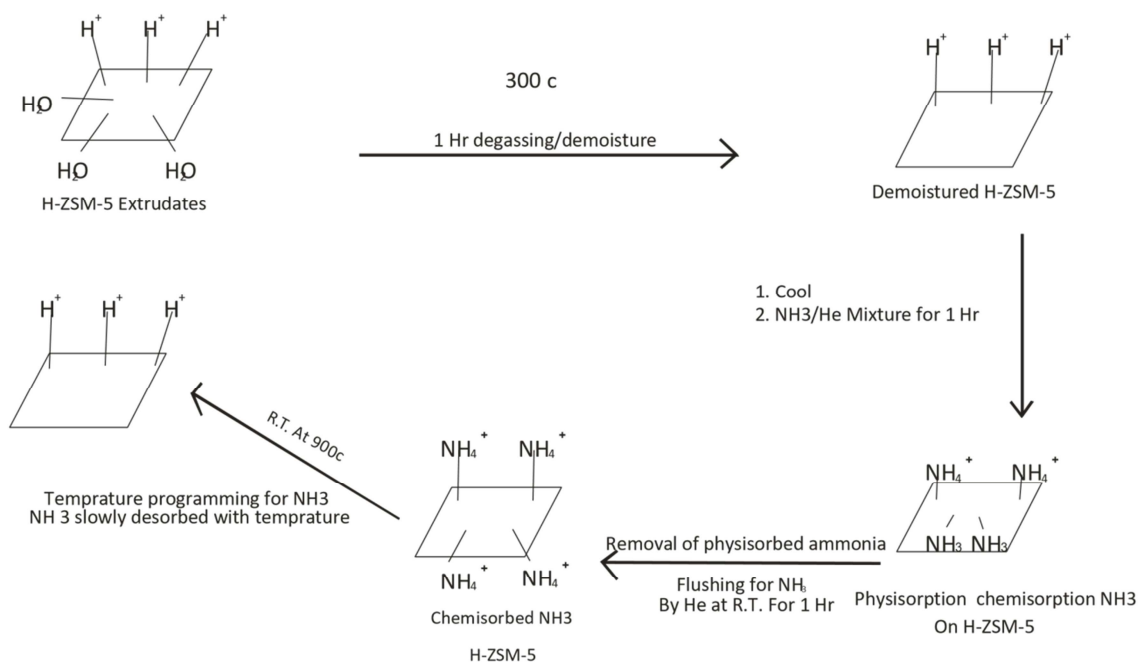 H+ H+ H+
H2O
H2O H2O
H-ZSM-5 Extrudates
300 c
1 Hr degassing/demoisture
H+ H+ H+
Demoistured H-ZSM-5
1. Cool
2. NH3/He Mixture for 1 Hr
NH4+ NH4+
NH3 NH3
Physisorption chemisorption NH3
On H-ZSM-5
Removal of physisorbed ammonia
Flushing for NH3
By He at R.T. For 1 Hr
NH4+ NH4+
NH4+ NH4+
Chemisorbed NH3
H-ZSM-5
R.T. At 900c
Temprature programming for NH3
NH 3 slowly desorbed with temprature
H+ H+ H+